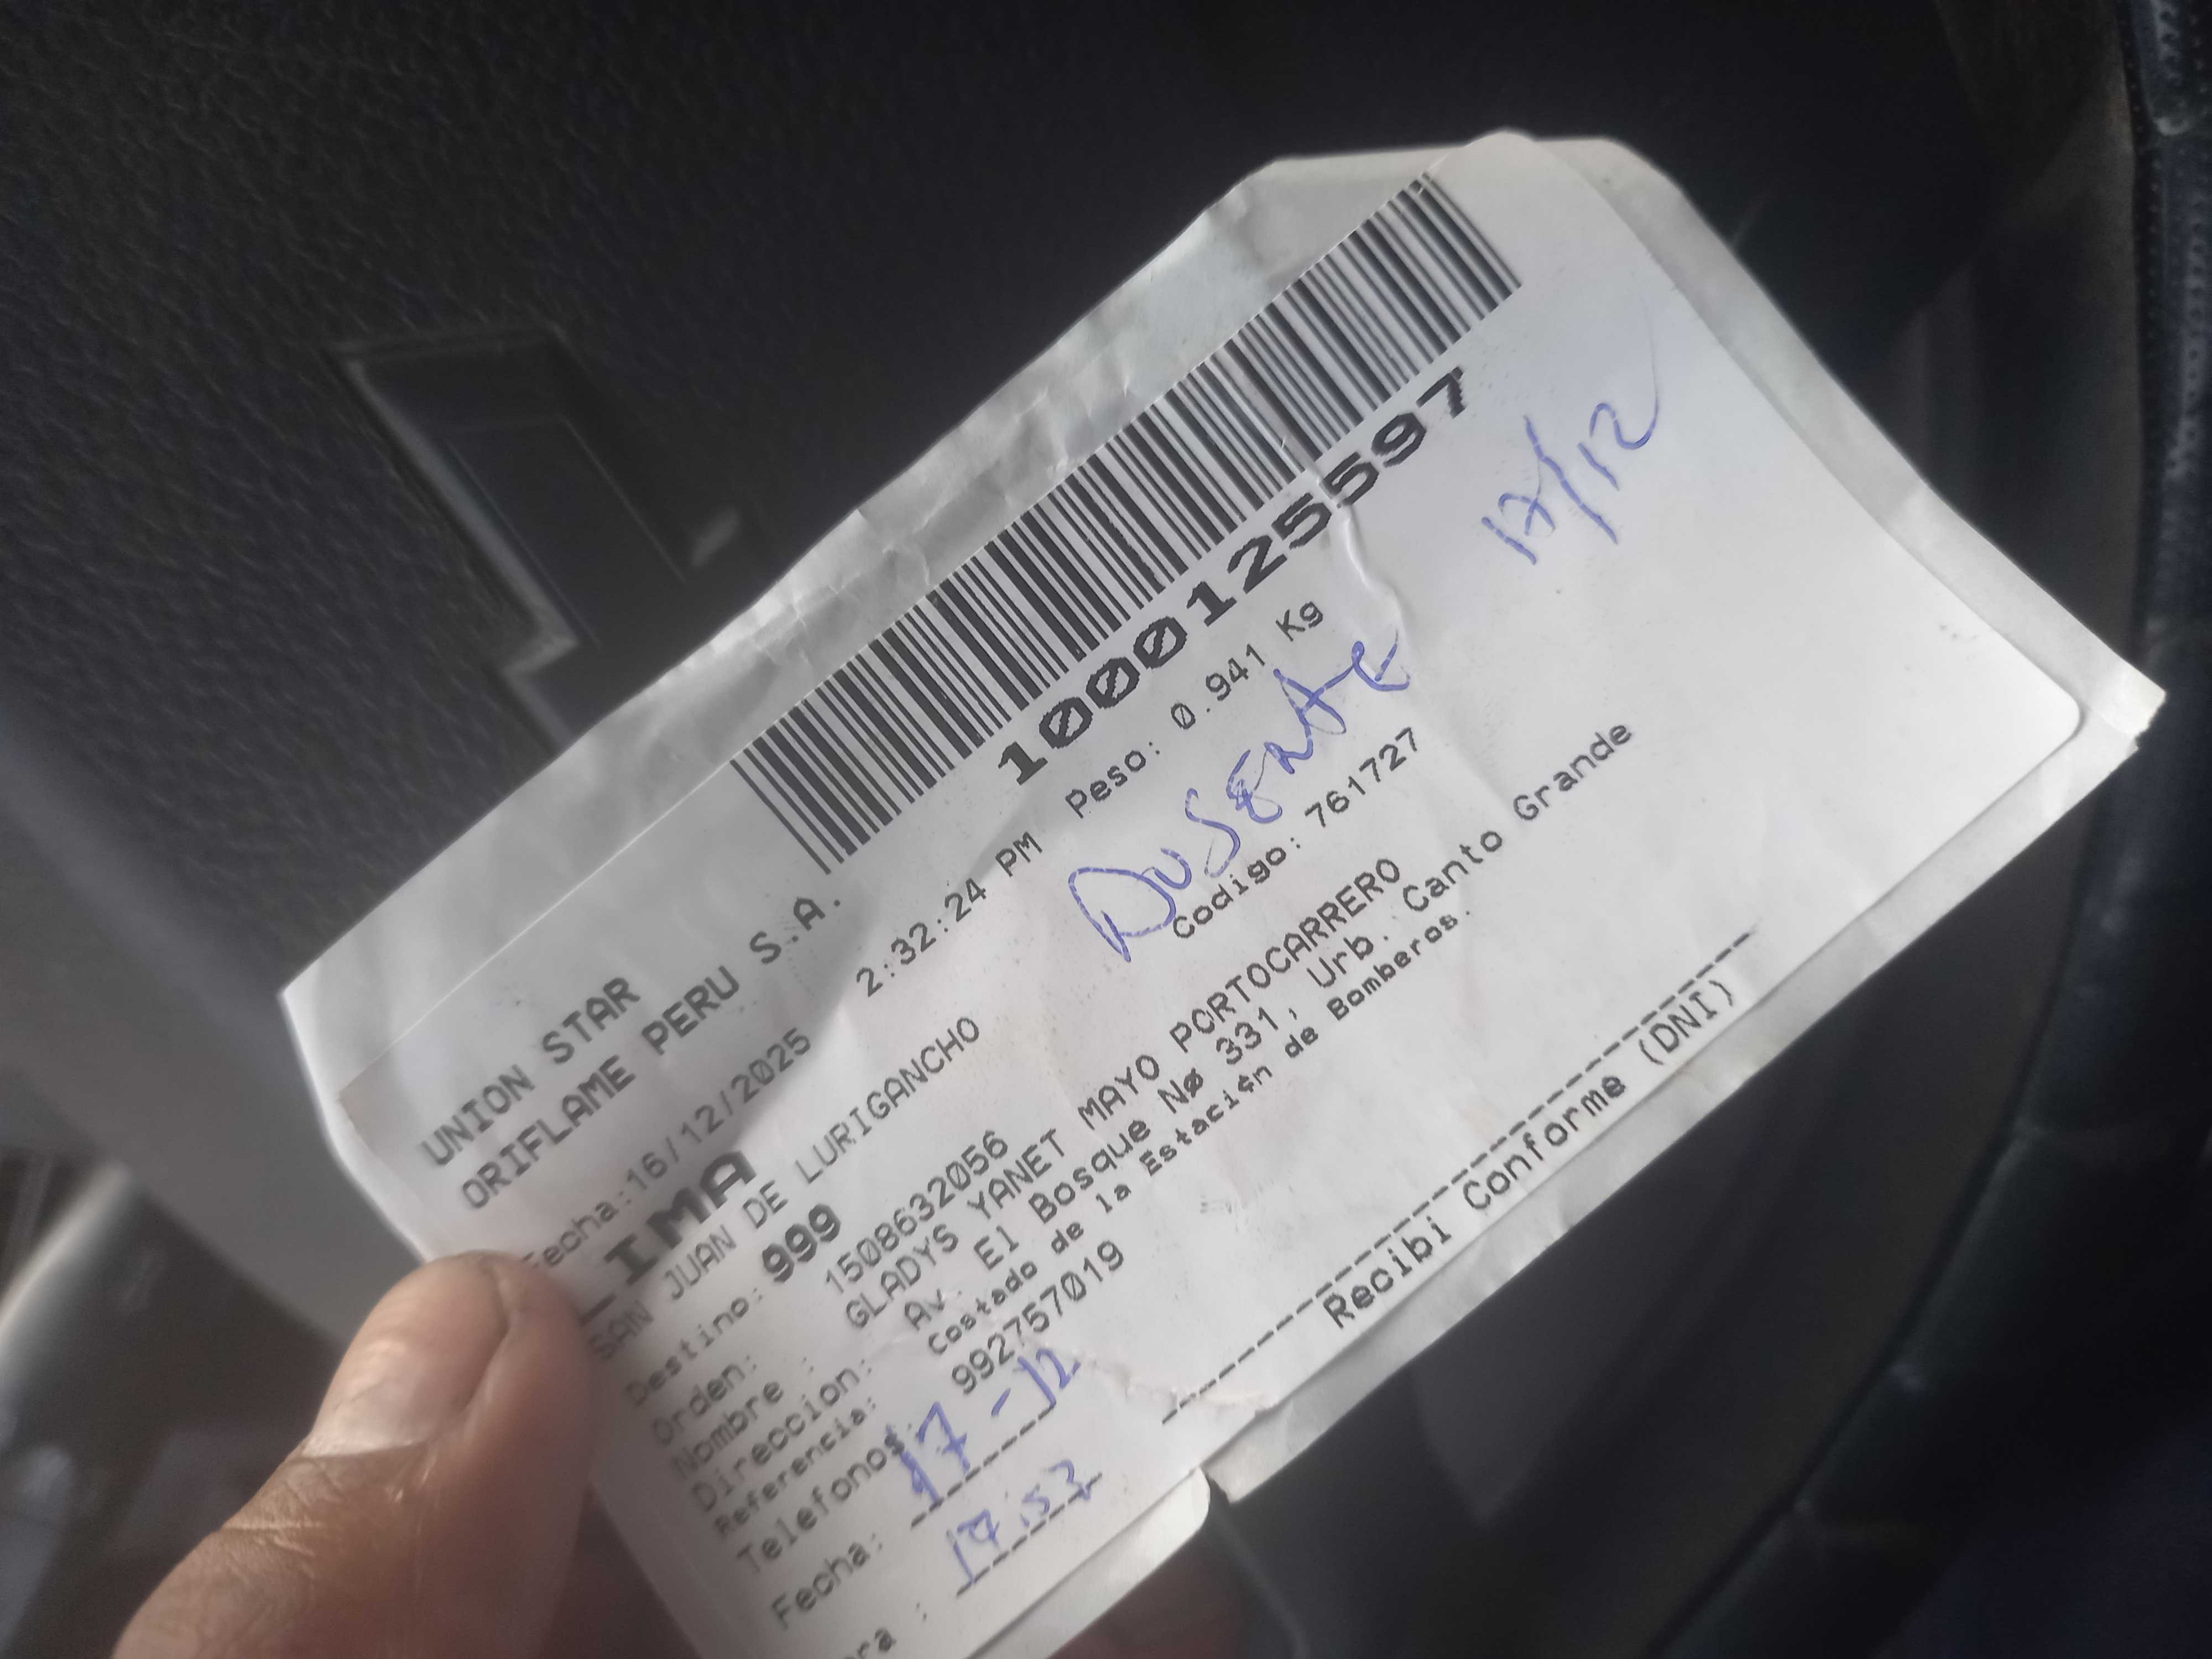 10000125597
17/12
UNION STAR
ORIFLAME PERU S.A.
Fecha:16/12/2025 2:32:24 PM Peso: 0.941 Kg
LIMA
AUSENTE
SAN JUAN DE LURIGANCHO
Destino: 999 Codigo: 761727
Orden: 1508632056
Nombre : GLADYS YANET MAYO PORTOCARRERO
Direccion: Av. El Bosque Nø 331, Urb. Canto Grande
Referencia: Costado de la Estaci¢n de Bomberos.
Telefonos: 992757019
Fecha: 17-12
ra : 17:53
Recibi Conforme (DNI)